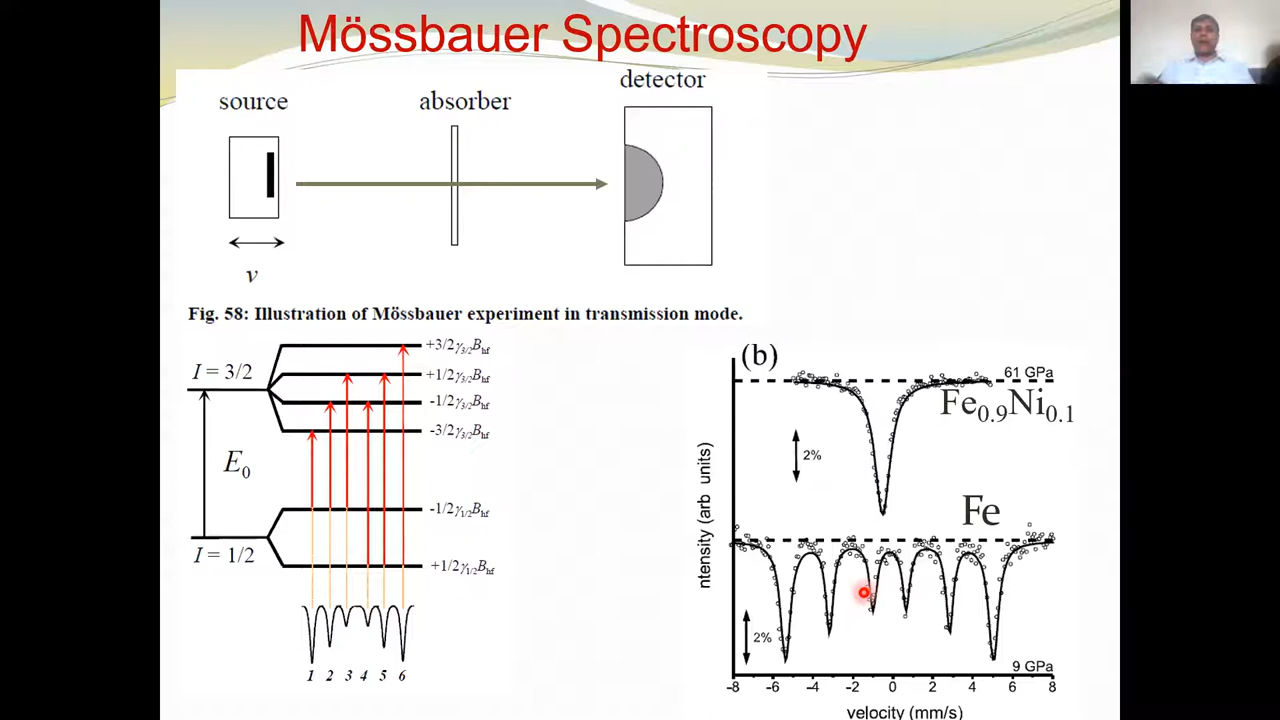 Mössbauer Spectroscopy
source
absorber
detector
v
Fig. 58: Illustration of Mössbauer experiment in transmission mode.
I = 3/2
E0
I = 1/2
+3/2γ3/2Bhf
+1/2γ3/2Bhf
-1/2γ3/2Bhf
-3/2γ3/2Bhf
-1/2γ1/2Bhf
+1/2γ1/2Bhf
1 2 3 4 5 6
(b)
61 GPa
Fe0.9Ni0.1
2%
Fe
2%
9 GPa
ntensity (arb units)
-8 -6 -4 -2 0 2 4 6 8
velocity (mm/s)